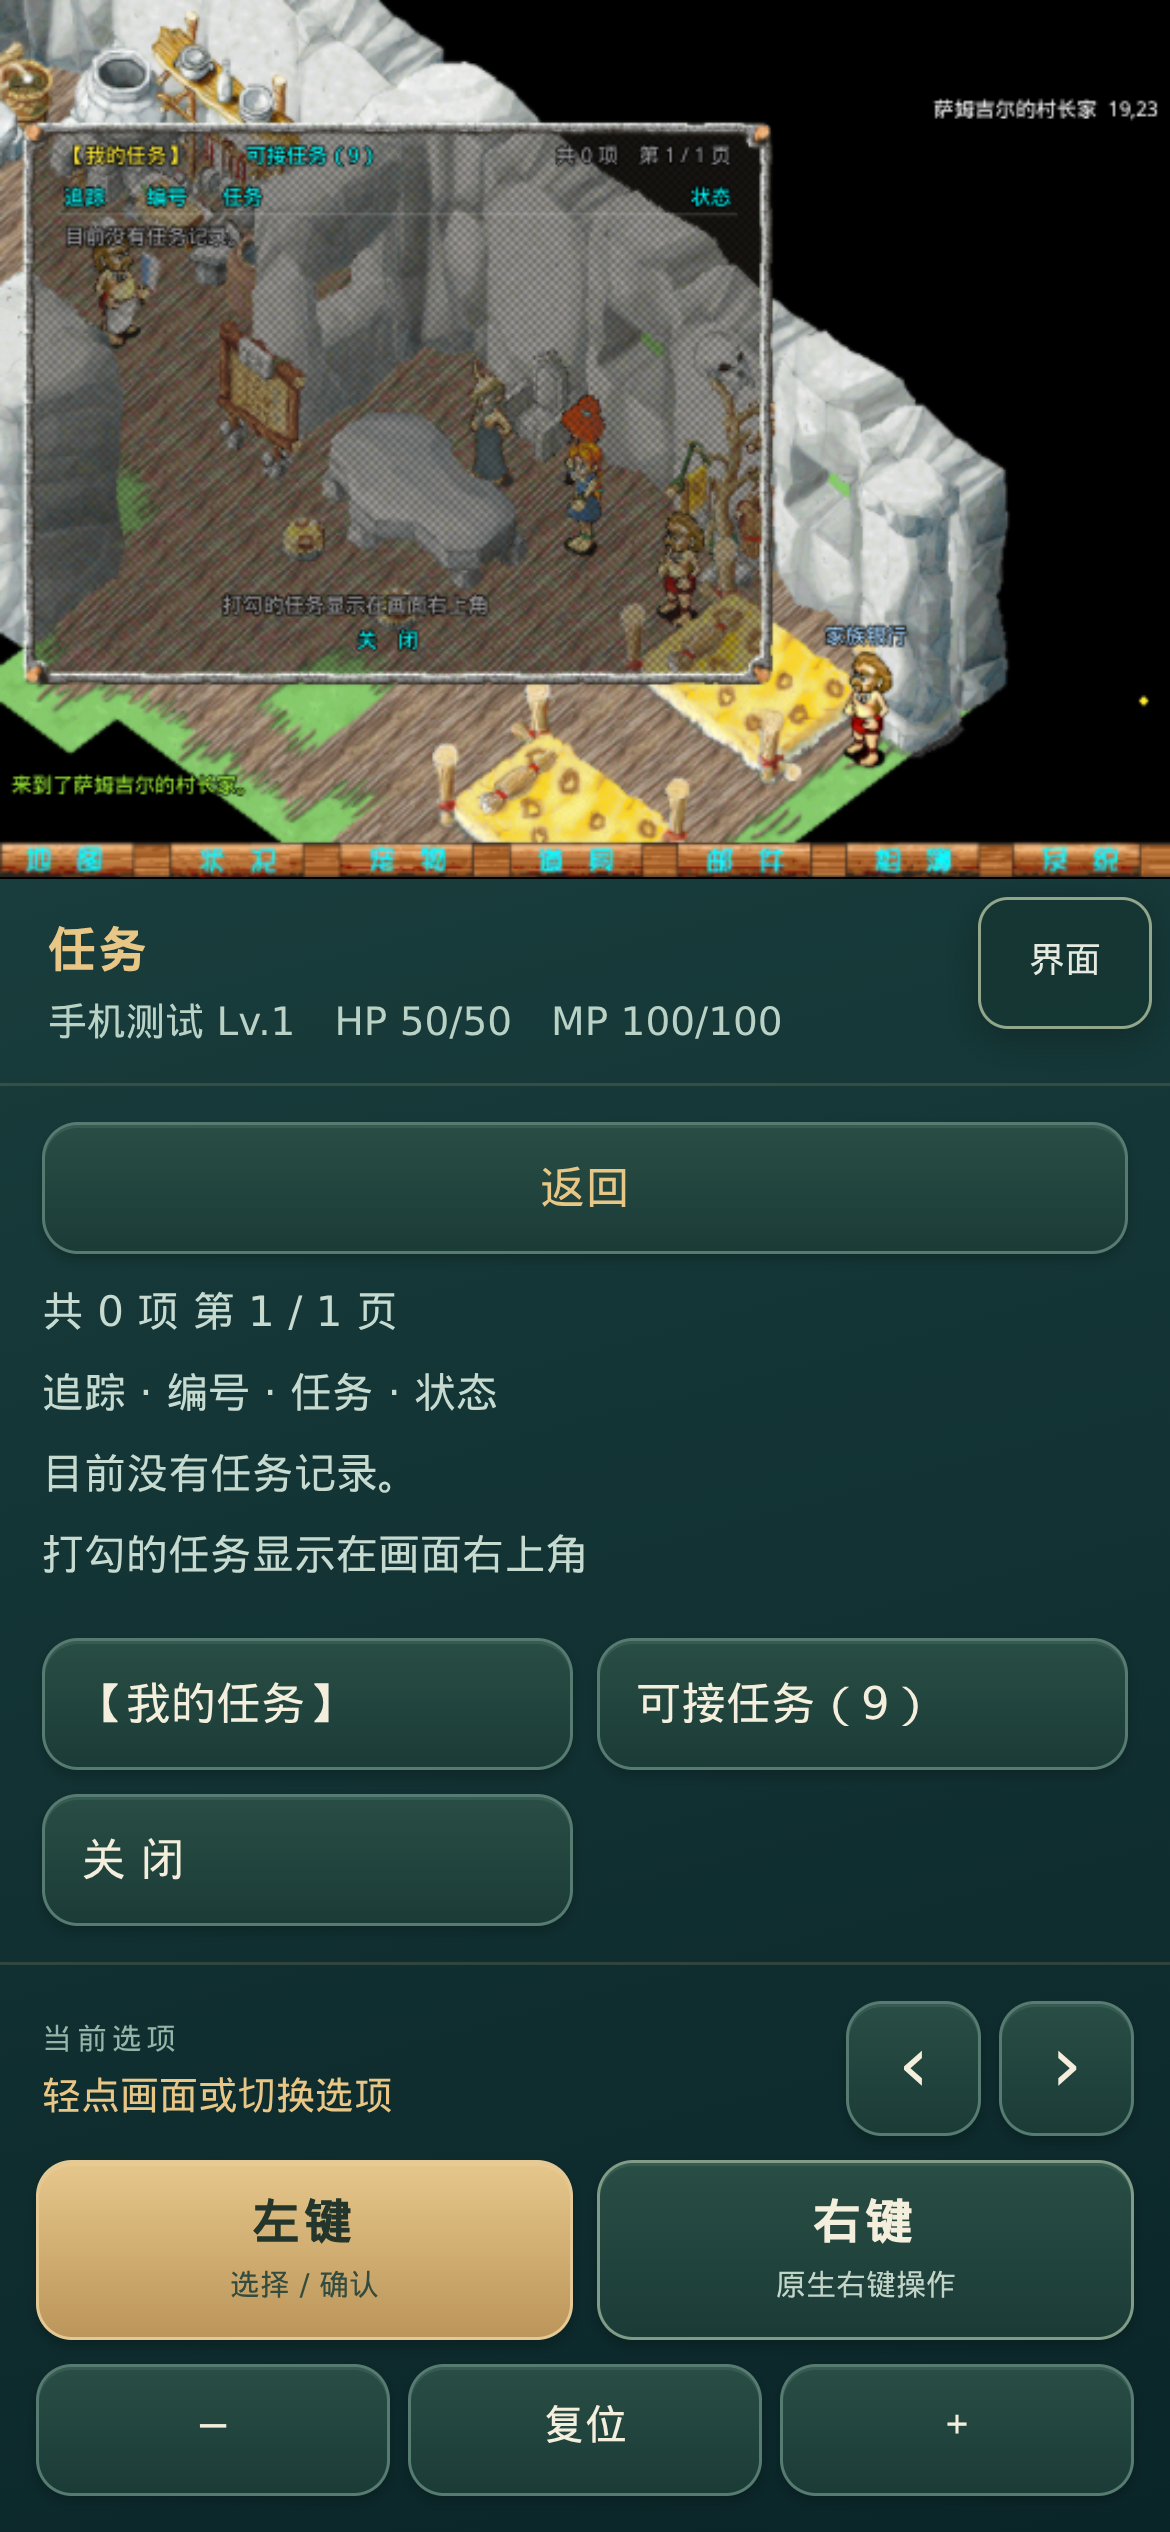 萨姆吉尔的村长家 19,23
【我的任务】 可接任务(9) 共0项 第1/1页
追踪 编号 任务 状态
目前没有任务记录。
打勾的任务显示在画面右上角
关 闭
家族银行
来到了萨姆吉尔的村长家。
地 图 状 况 宠 物 道 具 邮 件 相 簿 系 统
任务
界面
手机测试 Lv.1 HP 50/50 MP 100/100
返回
共 0 项 第 1 / 1 页
追踪 · 编号 · 任务 · 状态
目前没有任务记录。
打勾的任务显示在画面右上角
【我的任务】 可接任务(9)
关 闭
当前选项
轻点画面或切换选项
‹ ›
左键 右键
选择 / 确认 原生右键操作
− 复位 +